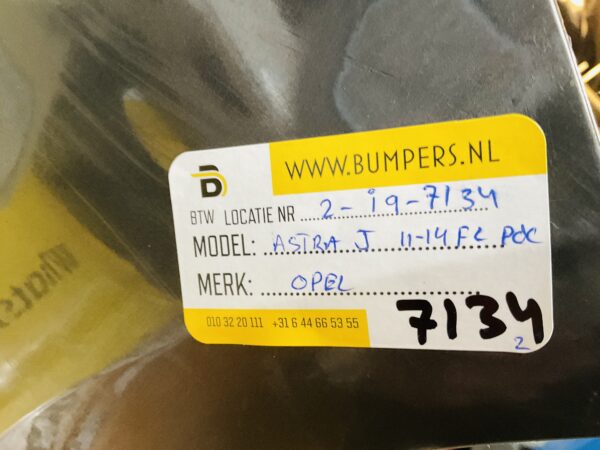 WWW.BUMPERS.NL
BTW LOCATIE NR 2-i9-7134
MODEL: ASTRA J 11-14 FL PDC
MERK: OPEL
010 32 20 111 +31 6 44 66 53 55
7134
2